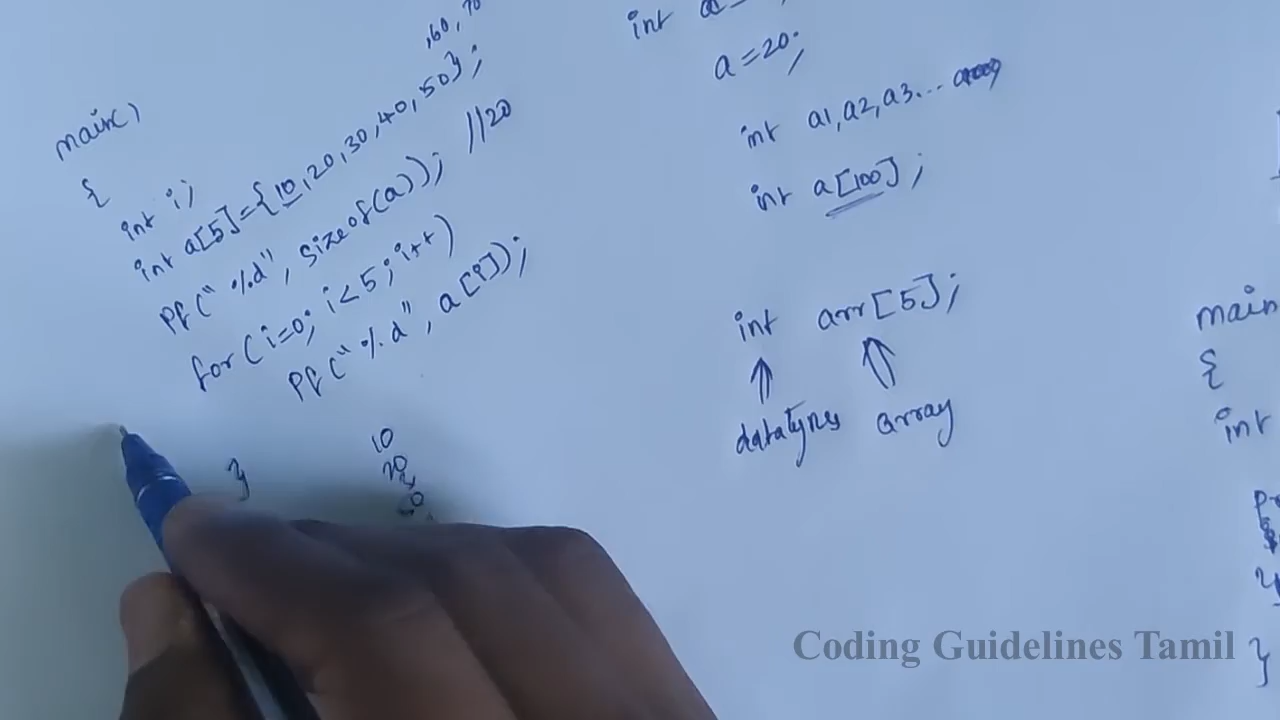 main()
{
int i;
,60,70
int a[5]={10,20,30,40,50};
Pf("%d", sizeof(a)); //20
for(i=0; i<5; i++)
Pf("%d", a[i]);
}
10
20
int a
a=20;
int a1,a2,a3...
int a[100];
int arr[5];
datatypes array
main
{
int
}
Coding Guidelines Tamil